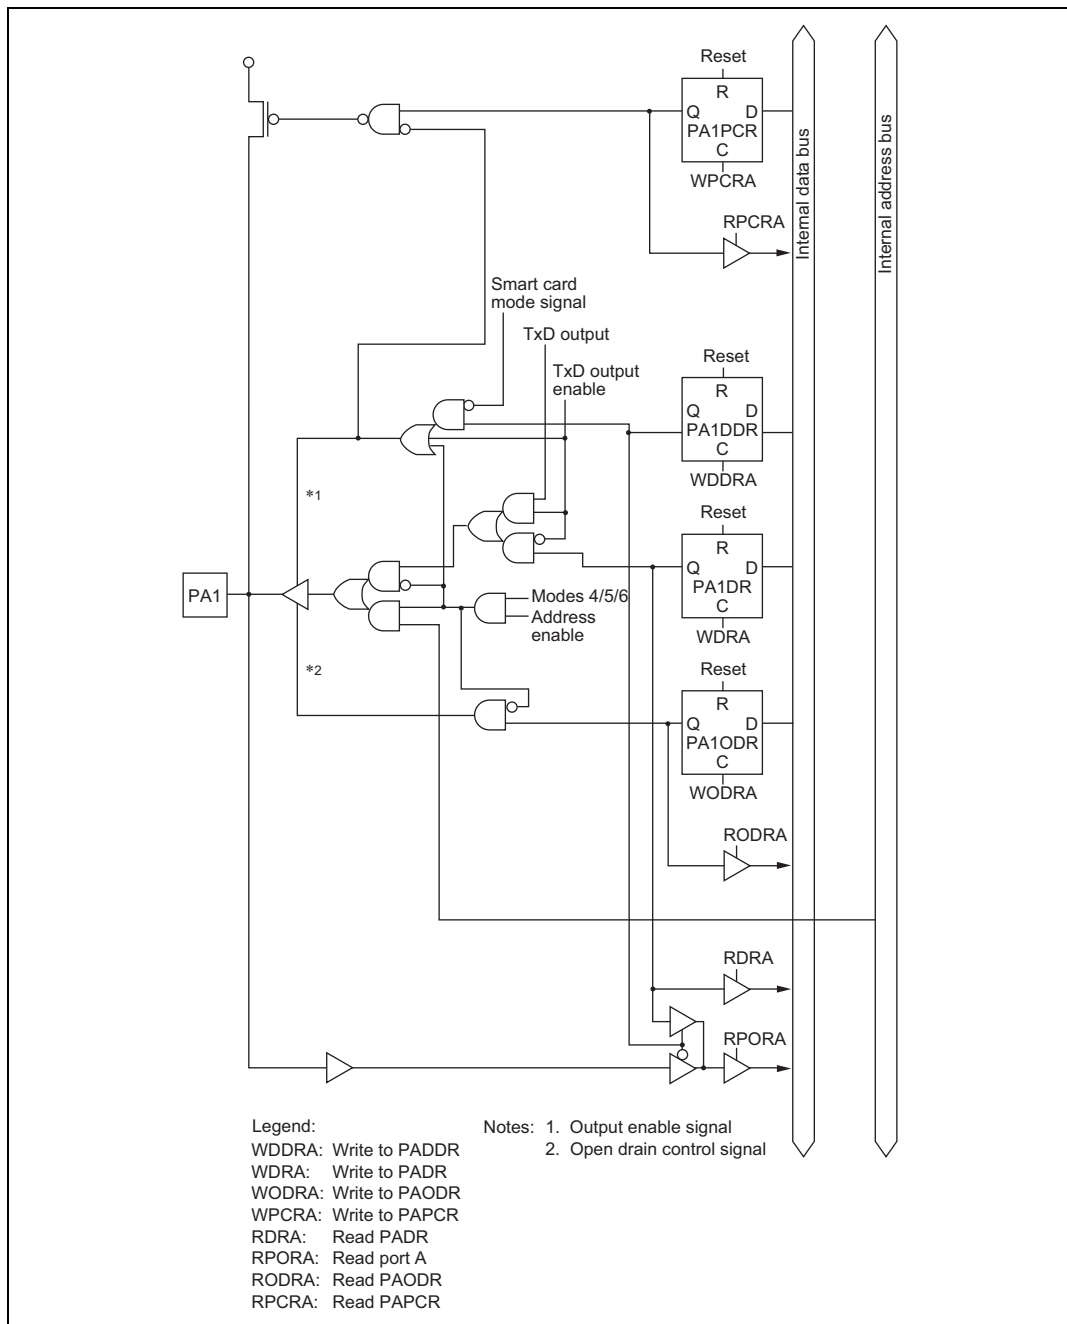 Reset
R
Q D
PA1PCR
C
WPCRA
RPCRA
Internal data bus
Internal address bus
Smart card
mode signal
TxD output
TxD output
enable
Reset
R
Q D
PA1DDR
C
WDDRA
*1
Reset
R
Q D
PA1DR
C
WDRA
PA1
Modes 4/5/6
Address
enable
*2
Reset
R
Q D
PA1ODR
C
WODRA
RODRA
RDRA
RPORA
Legend:
WDDRA: Write to PADDR
WDRA: Write to PADR
WODRA: Write to PAODR
WPCRA: Write to PAPCR
RDRA: Read PADR
RPORA: Read port A
RODRA: Read PAODR
RPCRA: Read PAPCR
Notes: 1. Output enable signal
2. Open drain control signal